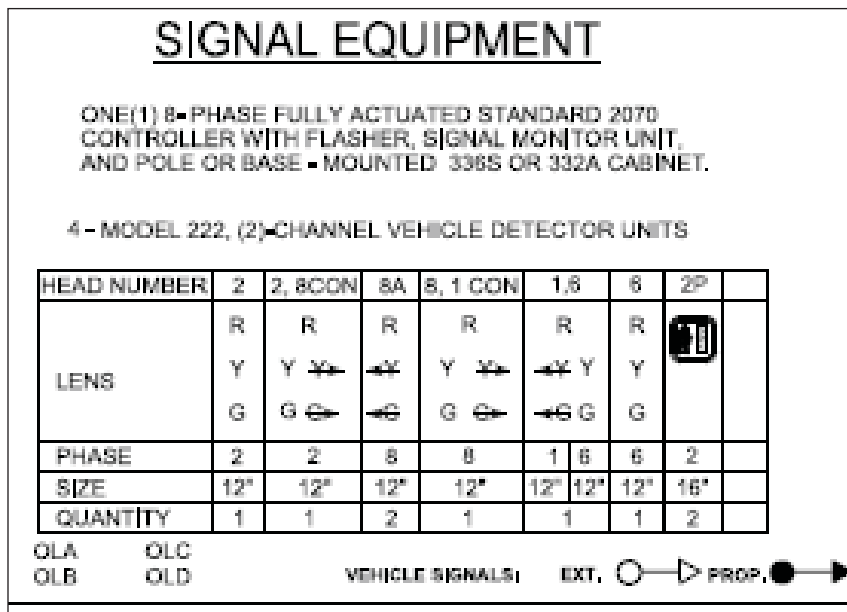 SIGNAL EQUIPMENT
ONE(1) 8-PHASE FULLY ACTUATED STANDARD 2070
CONTROLLER WITH FLASHER, SIGNAL MONITOR UNIT,
AND POLE OR BASE - MOUNTED 336S OR 332A CABINET.
4 - MODEL 222, (2)-CHANNEL VEHICLE DETECTOR UNITS
HEAD NUMBER 2 2, 8CON 8A 8, 1 CON 1,6 6 2P
R R R R R R
LENS Y Y Y Y Y Y Y Y Y
G G G G G G G G G
PHASE 2 2 8 8 1 6 6 2
SIZE 12" 12" 12" 12" 12" 12" 12" 16"
QUANTITY 1 1 2 1 1 1 2
OLA OLC
OLB OLD VEHICLE SIGNALS: EXT. PROP.